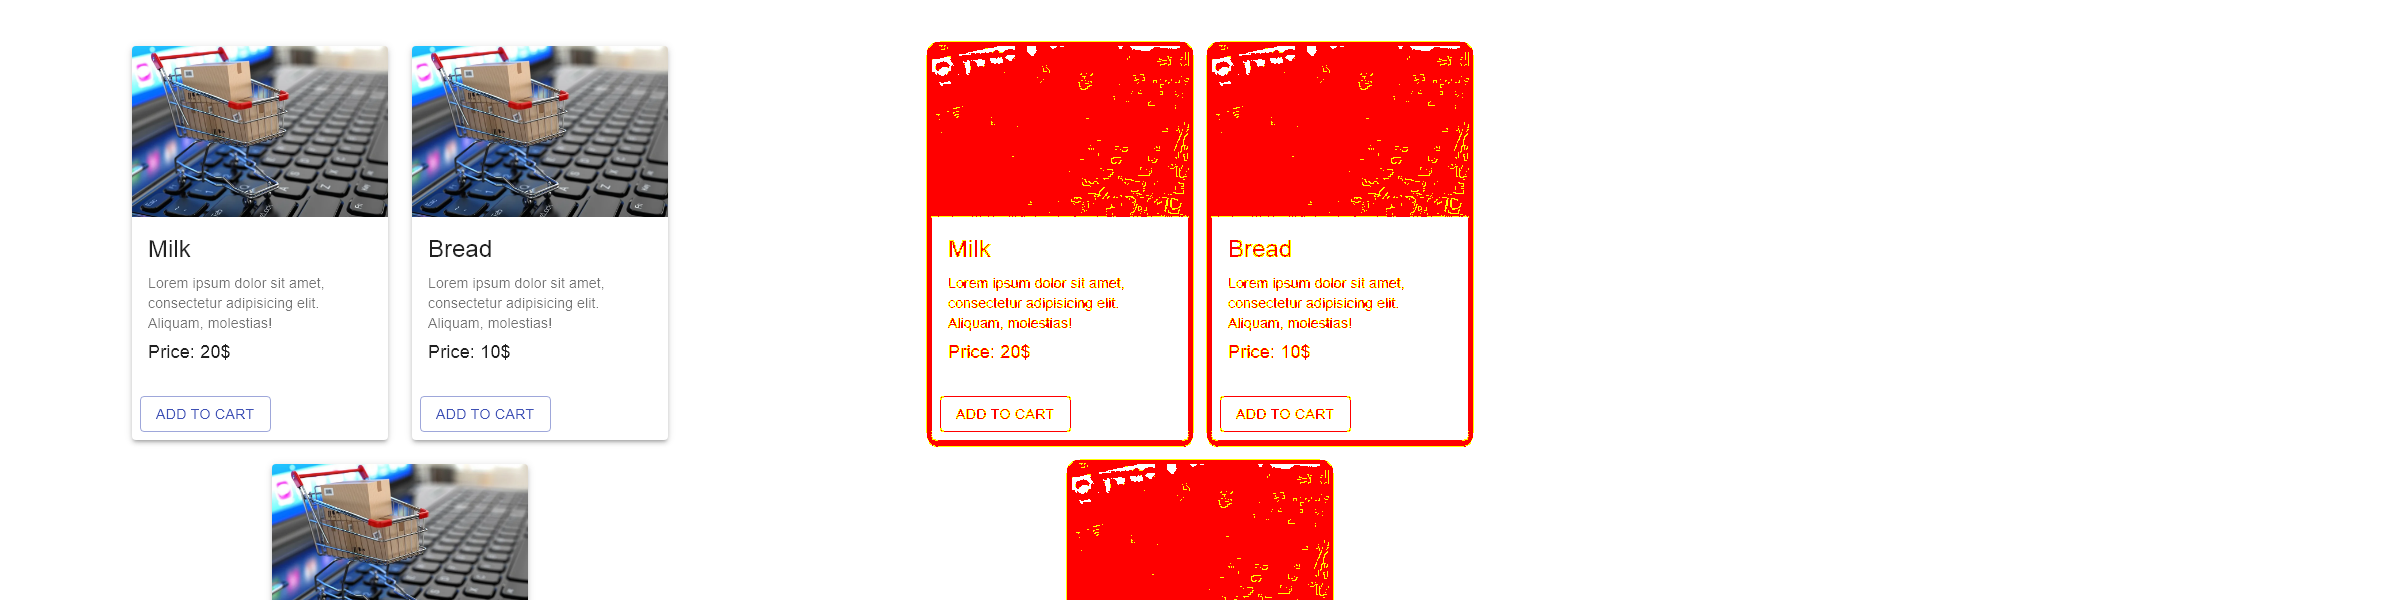 Milk
Lorem ipsum dolor sit amet,
consectetur adipisicing elit.
Aliquam, molestias!
Price: 20$
ADD TO CART
Bread
Lorem ipsum dolor sit amet,
consectetur adipisicing elit.
Aliquam, molestias!
Price: 10$
ADD TO CART
Milk
Lorem ipsum dolor sit amet,
consectetur adipisicing elit.
Aliquam, molestias!
Price: 20$
ADD TO CART
Bread
Lorem ipsum dolor sit amet,
consectetur adipisicing elit.
Aliquam, molestias!
Price: 10$
ADD TO CART